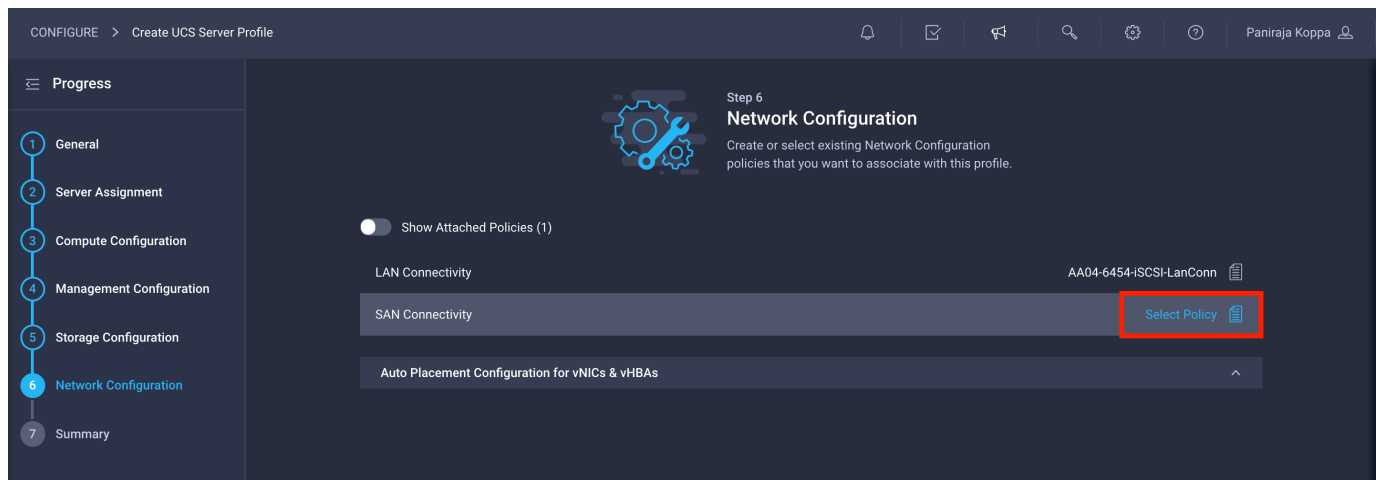 CONFIGURE > Create UCS Server Profile
Paniraja Koppa
Progress
1 General
2 Server Assignment
3 Compute Configuration
4 Management Configuration
5 Storage Configuration
6 Network Configuration
7 Summary
Step 6
Network Configuration
Create or select existing Network Configuration
policies that you want to associate with this profile.
Show Attached Policies (1)
LAN Connectivity AA04-6454-iSCSI-LanConn
SAN Connectivity Select Policy
Auto Placement Configuration for vNICs & vHBAs